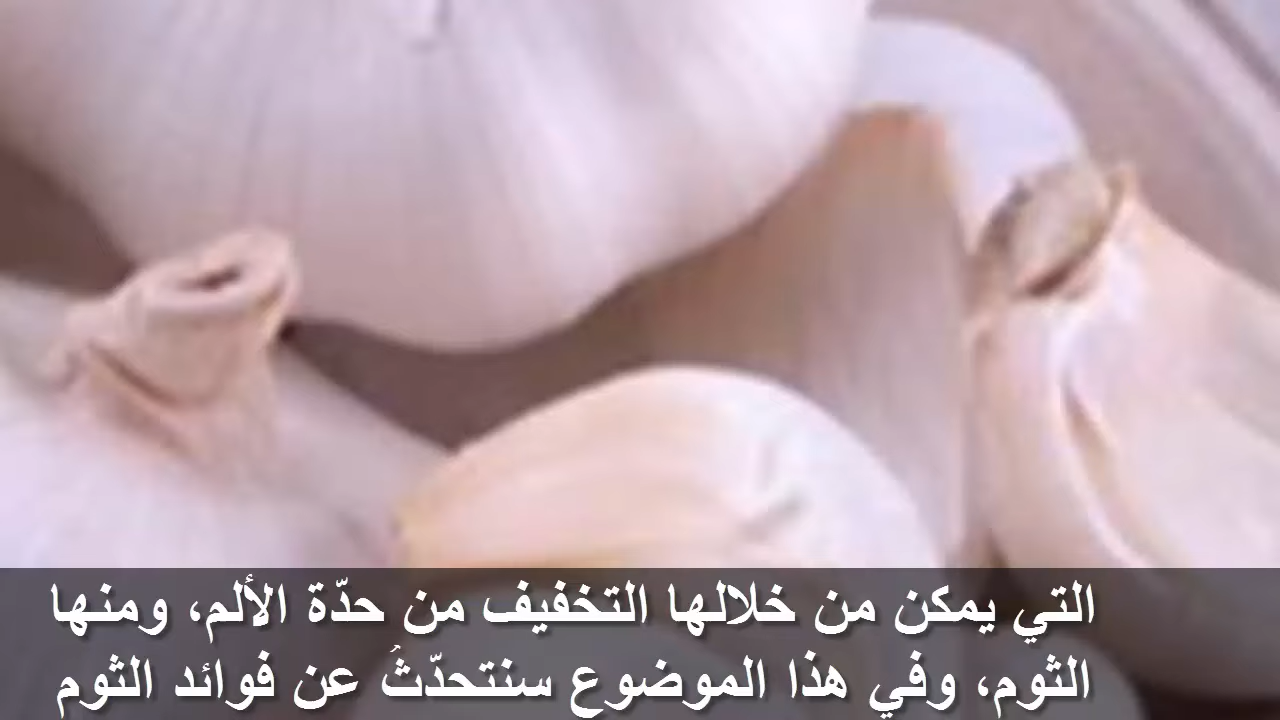 التي يمكن من خلالها التخفيف من حدّة الألم، ومنها
الثوم، وفي هذا الموضوع سنتحدّثُ عن فوائد الثوم